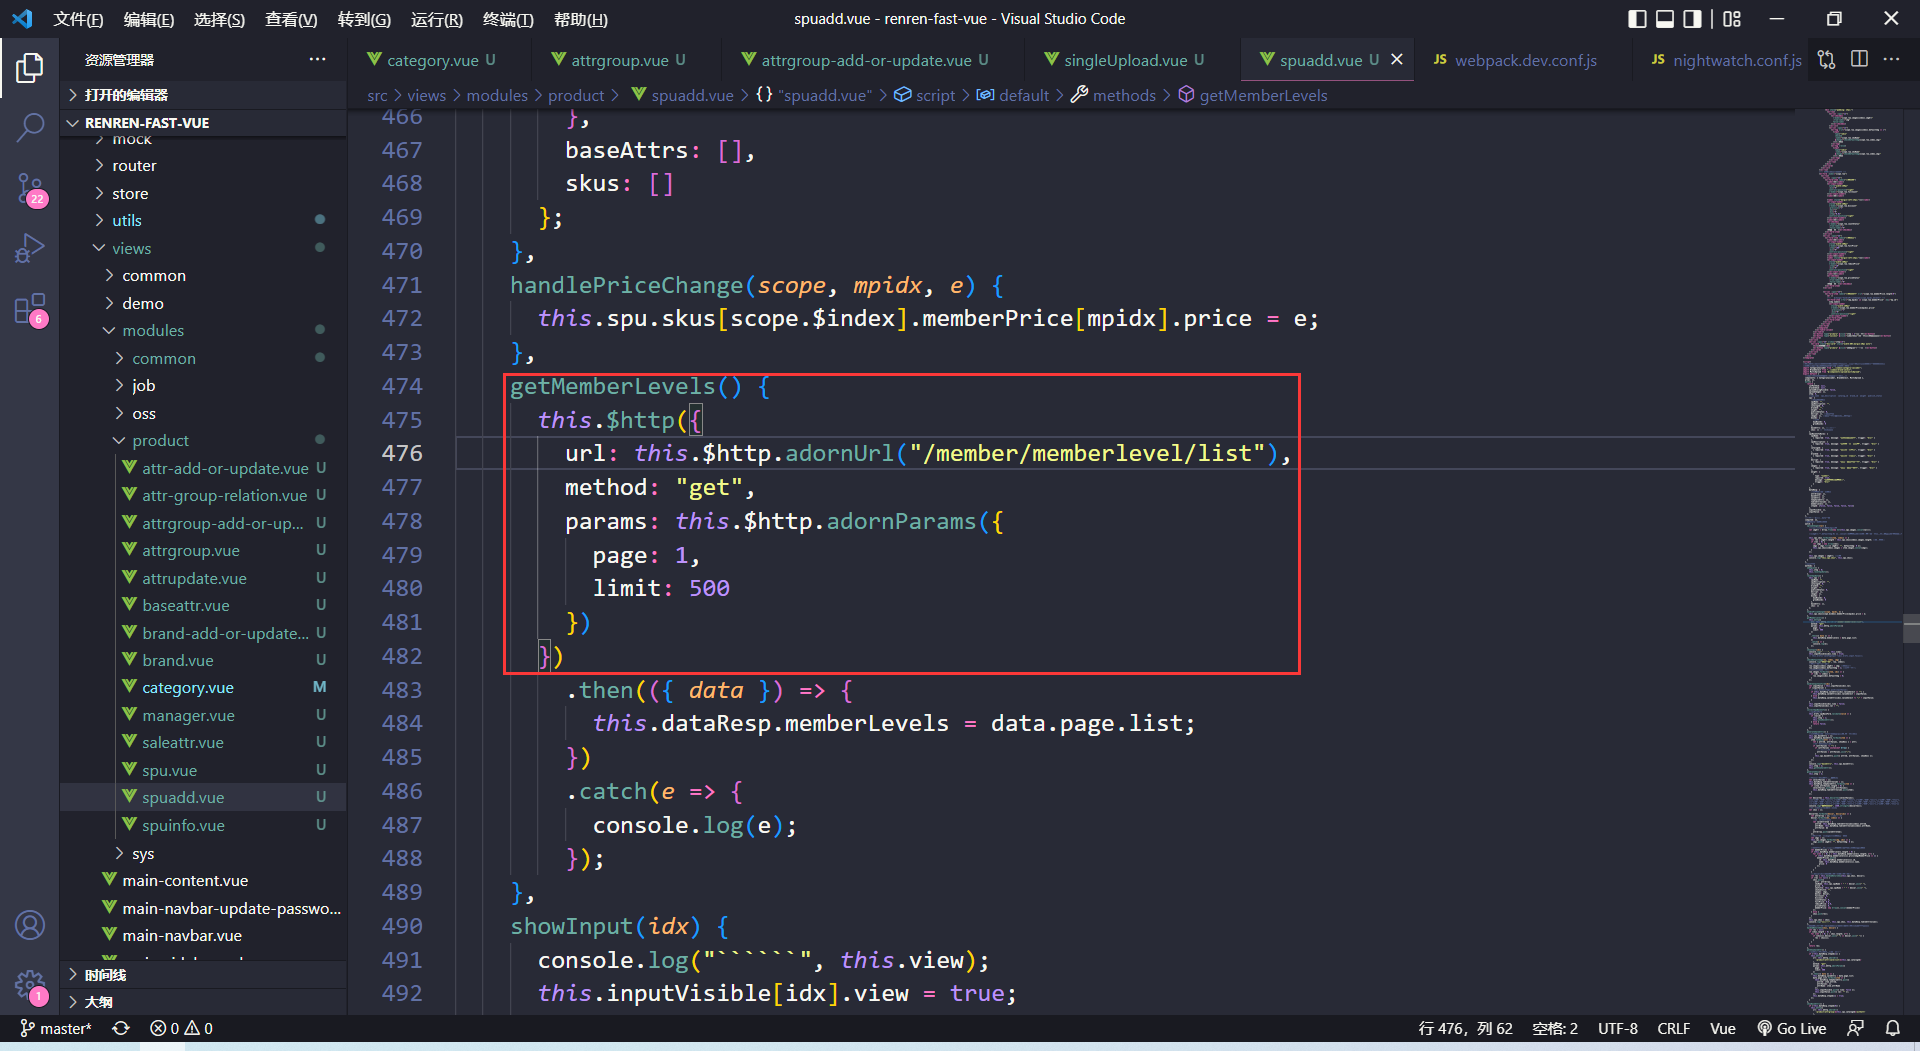 文件(F) 编辑(E) 选择(S) 查看(V) 转到(G) 运行(R) 终端(T) 帮助(H) spuadd.vue - renren-fast-vue - Visual Studio Code
资源管理器 ···
category.vue U attrgroup.vue U attrgroup-add-or-update.vue U singleUpload.vue U spuadd.vue U JS webpack.dev.conf.js JS nightwatch.conf.js
src > views > modules > product > spuadd.vue > {} "spuadd.vue" > script > default > methods > getMemberLevels
打开的编辑器
RENREN-FAST-VUE
mock
router
store
utils
views
common
demo
modules
common
job
oss
product
attr-add-or-update.vue U
attr-group-relation.vue U
attrgroup-add-or-up... U
attrgroup.vue U
attrupdate.vue U
baseattr.vue U
brand-add-or-update... U
brand.vue U
category.vue M
manager.vue U
saleattr.vue U
spu.vue U
spuadd.vue U
spuinfo.vue U
sys
main-content.vue
main-navbar-update-passwo...
main-navbar.vue
时间线
大纲
22
6
1
466 },
467 baseAttrs: [],
468 skus: []
469 };
470 },
471 handlePriceChange(scope, mpidx, e) {
472 this.spu.skus[scope.$index].memberPrice[mpidx].price = e;
473 },
474 getMemberLevels() {
475 this.$http({
476 url: this.$http.adornUrl("/member/memberlevel/list"),
477 method: "get",
478 params: this.$http.adornParams({
479 page: 1,
480 limit: 500
481 })
482 })
483 .then(({ data }) => {
484 this.dataResp.memberLevels = data.page.list;
485 })
486 .catch(e => {
487 console.log(e);
488 });
489 },
490 showInput(idx) {
491 console.log("``````", this.view);
492 this.inputVisible[idx].view = true;
master* 0 0 行 476，列 62 空格: 2 UTF-8 CRLF Vue Go Live